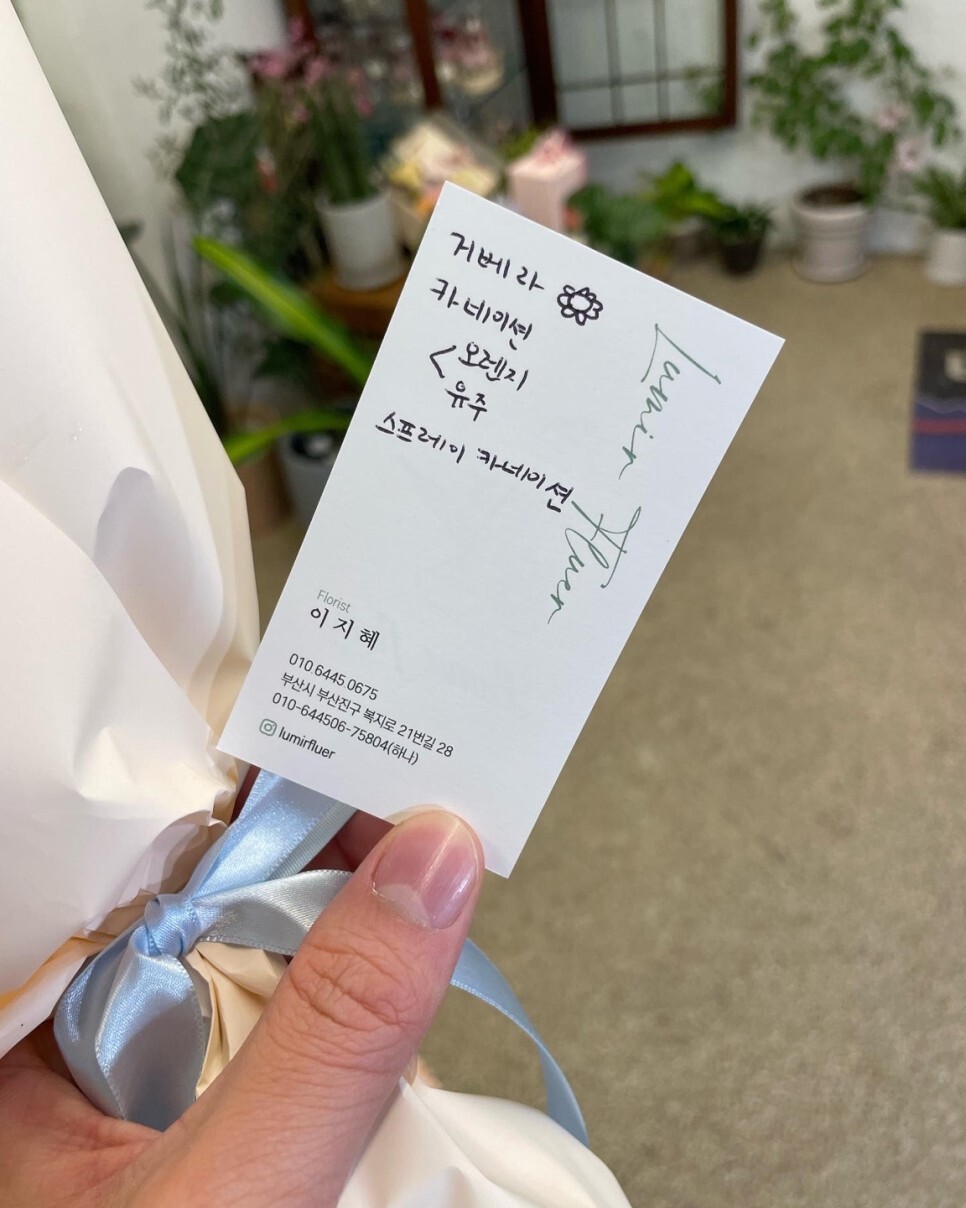 거베라
카네이션
< 오렌지
유주
스프레이 카네이션
Lumir Fluer
Florist
이지혜
010 6445 0675
부산시 부산진구 복지로 21번길 28
010-644506-75804(하나)
lumirfluer